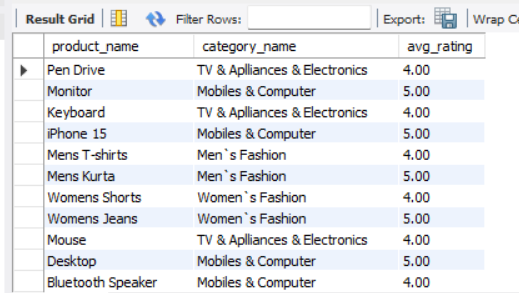 Result Grid Filter Rows: Export: Wrap Ce
product_name category_name avg_rating
Pen Drive TV & Aplliances & Electronics 4.00
Monitor Mobiles & Computer 5.00
Keyboard TV & Aplliances & Electronics 4.00
iPhone 15 Mobiles & Computer 5.00
Mens T-shirts Men`s Fashion 4.00
Mens Kurta Men`s Fashion 5.00
Womens Shorts Women`s Fashion 4.00
Womens Jeans Women`s Fashion 5.00
Mouse TV & Aplliances & Electronics 4.00
Desktop Mobiles & Computer 5.00
Bluetooth Speaker Mobiles & Computer 4.00